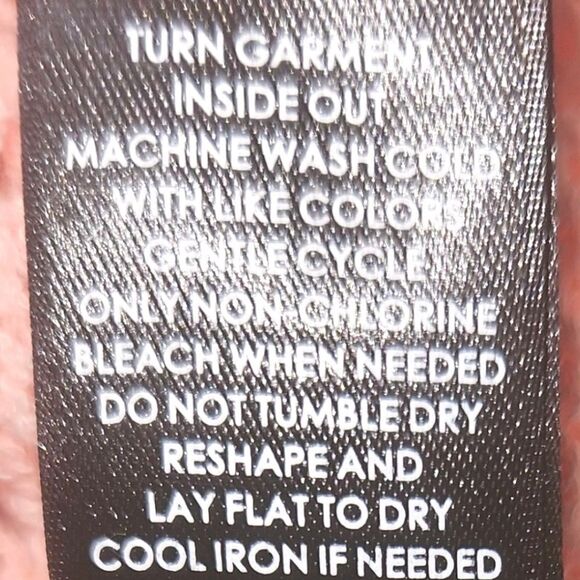 TURN GARMENT
INSIDE OUT
MACHINE WASH COLD
WITH LIKE COLORS
GENTLE CYCLE
ONLY NON-CHLORINE
BLEACH WHEN NEEDED
DO NOT TUMBLE DRY
RESHAPE AND
LAY FLAT TO DRY
COOL IRON IF NEEDED